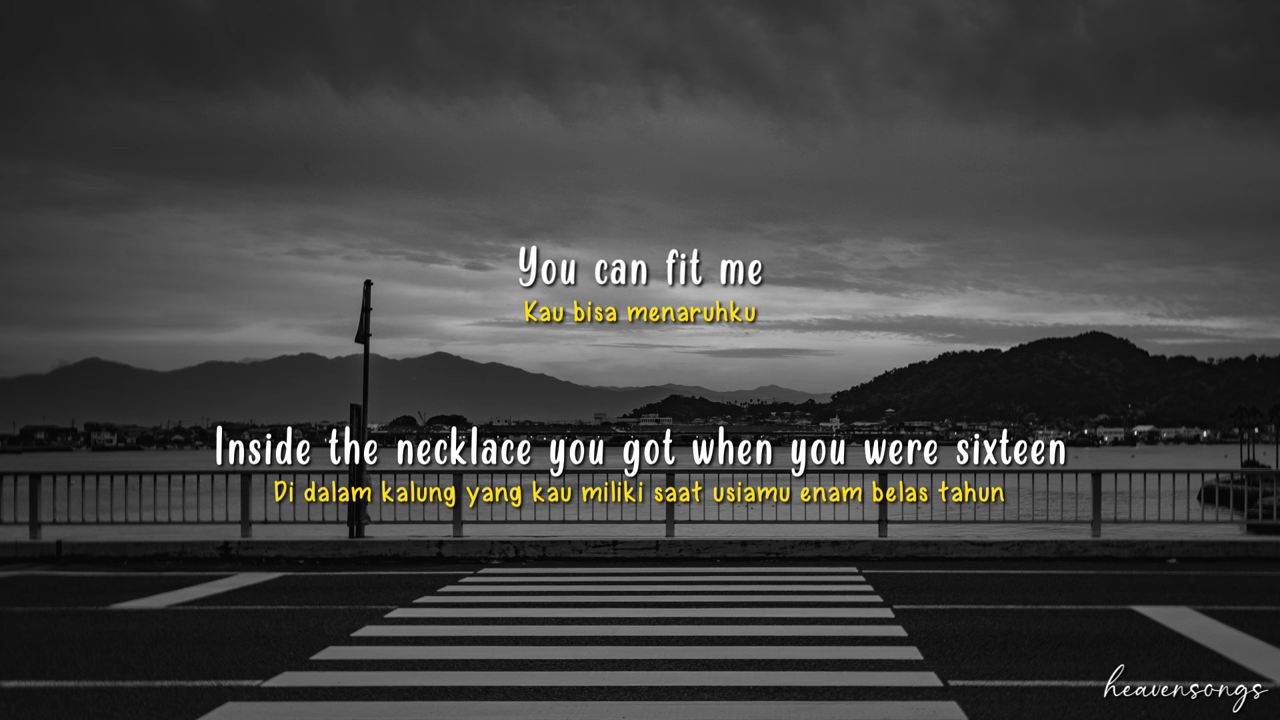 You can fit me
Kau bisa menaruhku
Inside the necklace you got when you were sixteen
Di dalam kalung yang kau miliki saat usiamu enam belas tahun
heavensongs